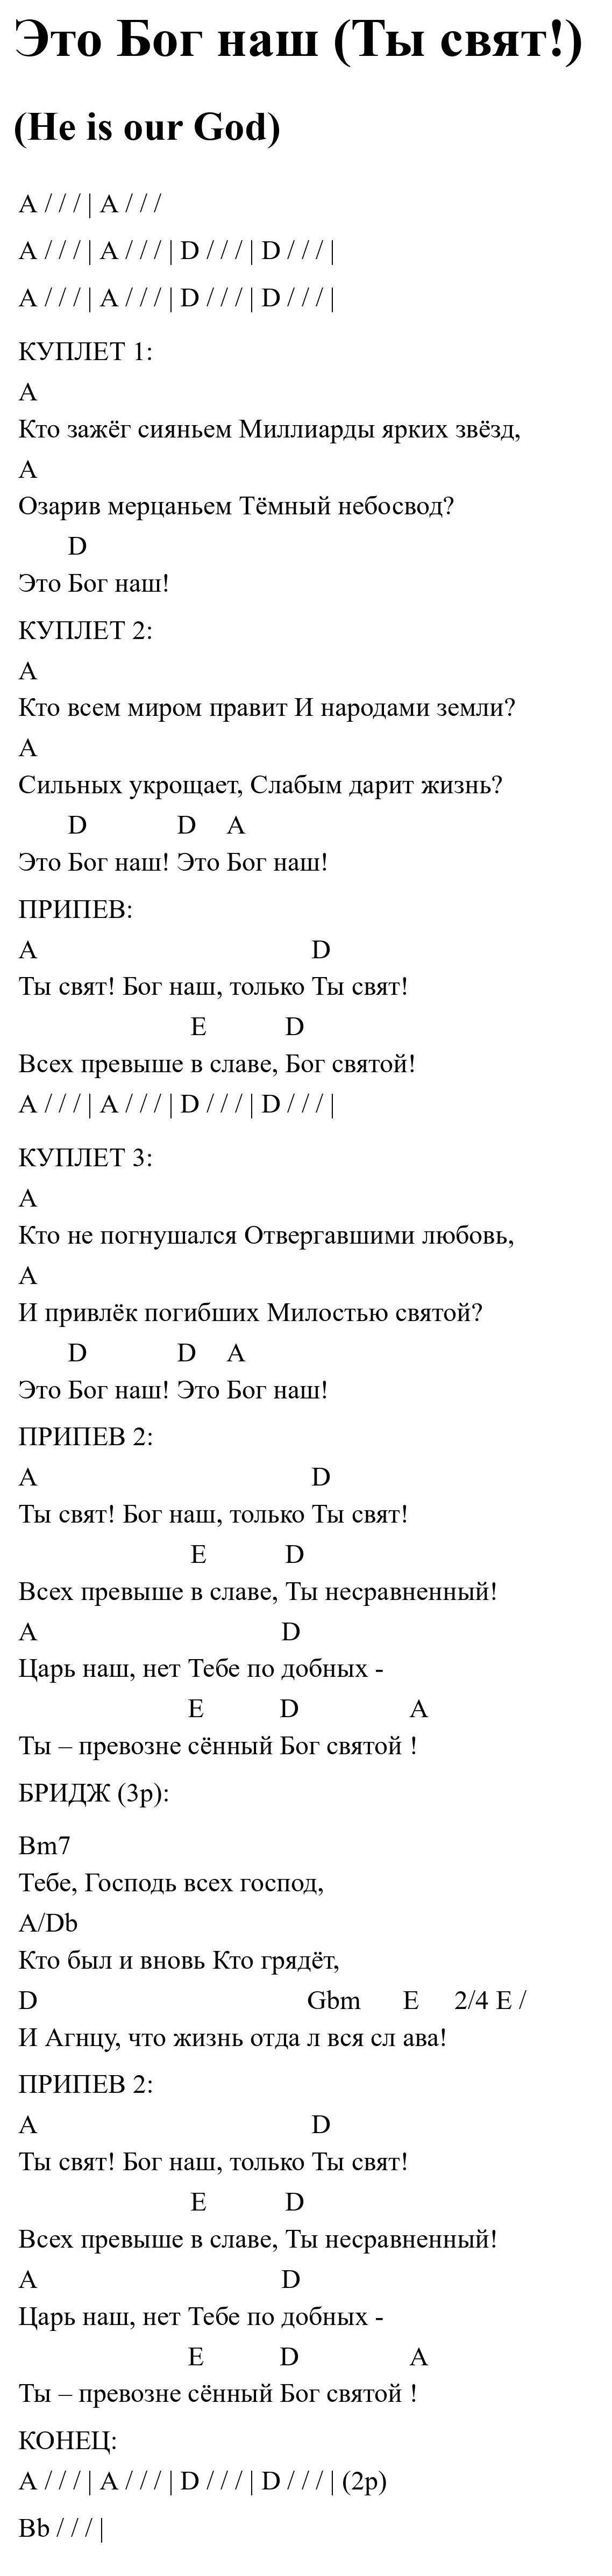 Это Бог наш (Ты свят!)
(He is our God)
A / / / | A / / /
A / / / | A / / / | D / / / | D / / / |
A / / / | A / / / | D / / / | D / / / |
КУПЛЕТ 1:
A
Кто зажёг сияньем Миллиарды ярких звёзд,
A
Озарив мерцаньем Тёмный небосвод?
D
Это Бог наш!
КУПЛЕТ 2:
A
Кто всем миром правит И народами земли?
A
Сильных укрощает, Слабым дарит жизнь?
D D A
Это Бог наш! Это Бог наш!
ПРИПЕВ:
A D
Ты свят! Бог наш, только Ты свят!
E D
Всех превыше в славе, Бог святой!
A / / / | A / / / | D / / / | D / / / |
КУПЛЕТ 3:
A
Кто не погнушался Отвергавшими любовь,
A
И привлёк погибших Милостью святой?
D D A
Это Бог наш! Это Бог наш!
ПРИПЕВ 2:
A D
Ты свят! Бог наш, только Ты свят!
E D
Всех превыше в славе, Ты несравненный!
A D
Царь наш, нет Тебе по добных -
E D A
Ты – превозне сённый Бог святой !
БРИДЖ (3р):
Bm7
Тебе, Господь всех господ,
A/Db
Кто был и вновь Кто грядёт,
D Gbm E 2/4 E /
И Агнцу, что жизнь отда л вся сл ава!
ПРИПЕВ 2:
A D
Ты свят! Бог наш, только Ты свят!
E D
Всех превыше в славе, Ты несравненный!
A D
Царь наш, нет Тебе по добных -
E D A
Ты – превозне сённый Бог святой !
КОНЕЦ:
A / / / | A / / / | D / / / | D / / / | (2р)
Bb / / / |